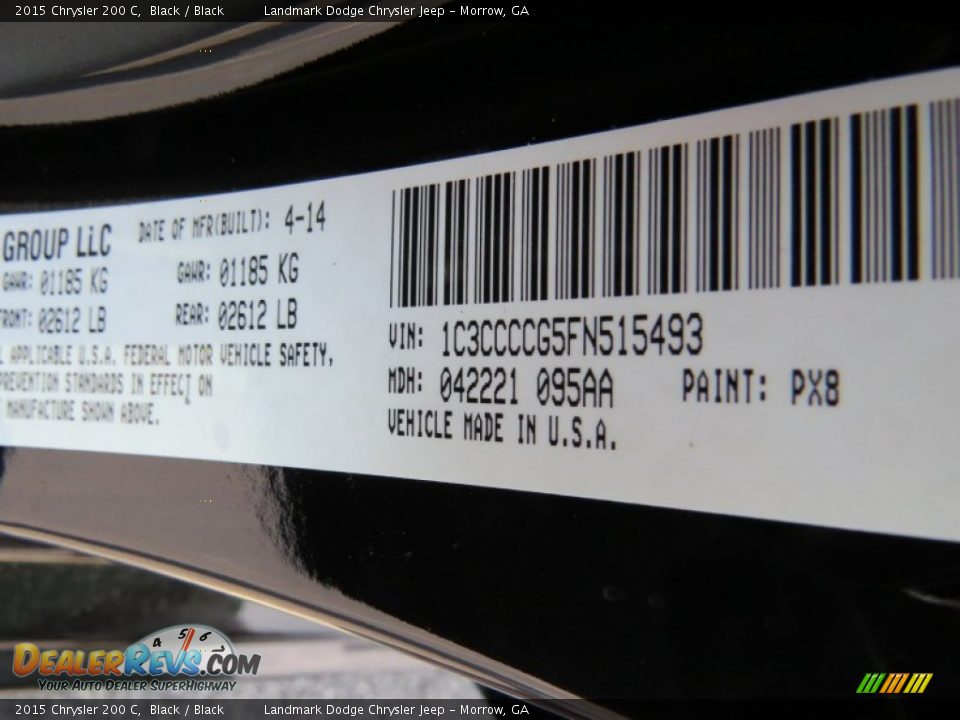 2015 Chrysler 200 C, Black / Black Landmark Dodge Chrysler Jeep - Morrow, GA
GROUP LLC DATE OF MFR(BUILT): 4-14
GAWR: 01185 KG GAWR: 01185 KG
FRONT: 02612 LB REAR: 02612 LB
APPLICABLE U.S.A. FEDERAL MOTOR VEHICLE SAFETY,
PREVENTION STANDARDS IN EFFECT ON
MANUFACTURE SHOWN ABOVE.
VIN: 1C3CCCCG5FN515493
MDH: 042221 095AA PAINT: PX8
VEHICLE MADE IN U.S.A.
4 5 6
DEALERREVS.COM
YOUR AUTO DEALER SUPERHIGHWAY
2015 Chrysler 200 C, Black / Black Landmark Dodge Chrysler Jeep - Morrow, GA